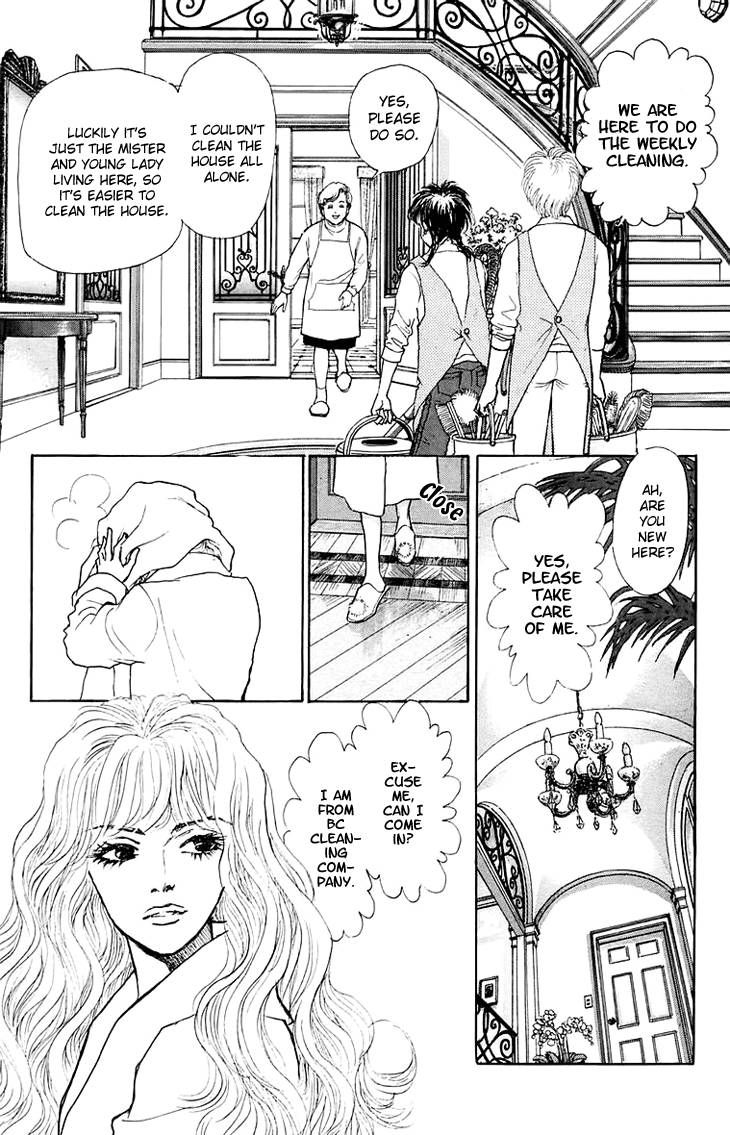 WE ARE
HERE TO DO
THE WEEKLY
CLEANING.
YES,
PLEASE
DO SO.
I COULDN'T
CLEAN THE
HOUSE ALL
ALONE.
LUCKILY IT'S
JUST THE MISTER
AND YOUNG LADY
LIVING HERE, SO
IT'S EASIER TO
CLEAN THE HOUSE.
AH,
ARE
YOU
NEW
HERE?
YES,
PLEASE
TAKE
CARE
OF ME.
Close
EX-
CUSE
ME,
CAN I
COME
IN?
I AM
FROM
BC
CLEAN-
ING
COM-
PANY.